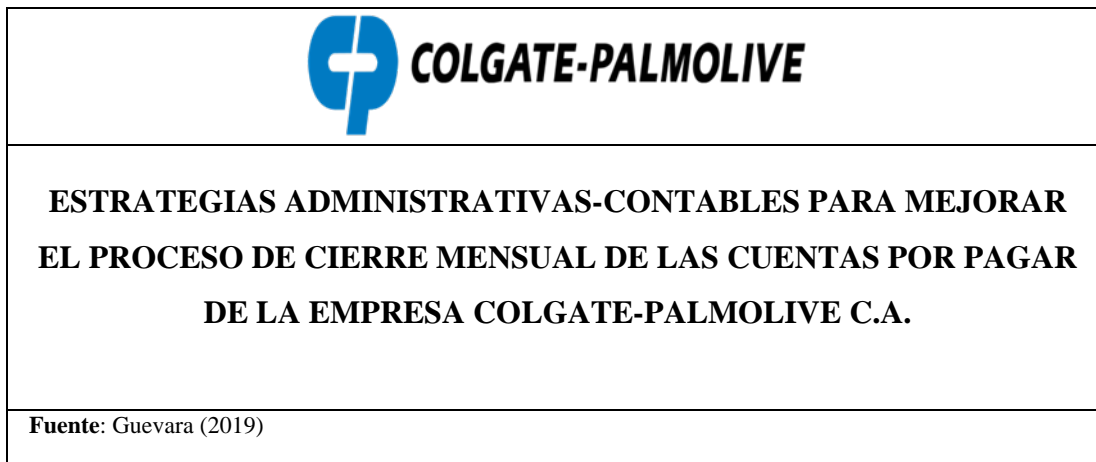 COLGATE-PALMOLIVE
ESTRATEGIAS ADMINISTRATIVAS-CONTABLES PARA MEJORAR
EL PROCESO DE CIERRE MENSUAL DE LAS CUENTAS POR PAGAR
DE LA EMPRESA COLGATE-PALMOLIVE C.A.
Fuente: Guevara (2019)